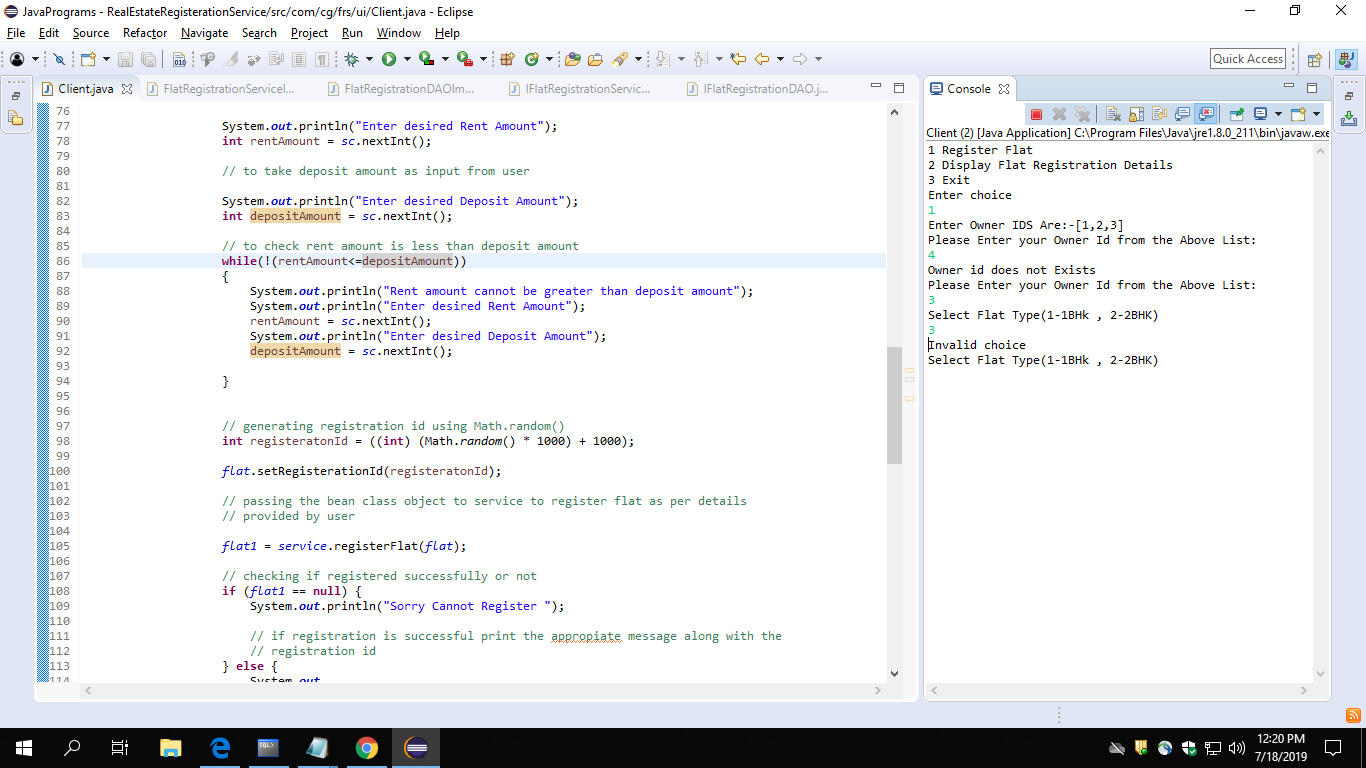 JavaPrograms - RealEstateRegisterationService/src/com/cg/frs/ui/Client.java - Eclipse
File Edit Source Refactor Navigate Search Project Run Window Help
Quick Access
Client.java FlatRegistrationServiceI... FlatRegistrationDAOIm... IFlatRegistrationServic... IFlatRegistrationDAO.j...
76
77 System.out.println("Enter desired Rent Amount");
78 int rentAmount = sc.nextInt();
79
80 // to take deposit amount as input from user
81
82 System.out.println("Enter desired Deposit Amount");
83 int depositAmount = sc.nextInt();
84
85 // to check rent amount is less than deposit amount
86 while(!(rentAmount<=depositAmount))
87 {
88 System.out.println("Rent amount cannot be greater than deposit amount");
89 System.out.println("Enter desired Rent Amount");
90 rentAmount = sc.nextInt();
91 System.out.println("Enter desired Deposit Amount");
92 depositAmount = sc.nextInt();
93
94 }
95
96
97 // generating registration id using Math.random()
98 int registeratonId = ((int) (Math.random() * 1000) + 1000);
99
100 flat.setRegisterationId(registeratonId);
101
102 // passing the bean class object to service to register flat as per details
103 // provided by user
104
105 flat1 = service.registerFlat(flat);
106
107 // checking if registered successfully or not
108 if (flat1 == null) {
109 System.out.println("Sorry Cannot Register ");
110
111 // if registration is successful print the appropiate message along with the
112 // registration id
113 } else {
114 System.out
Console
Client (2) [Java Application] C:\Program Files\Java\jre1.8.0_211\bin\javaw.exe
1 Register Flat
2 Display Flat Registration Details
3 Exit
Enter choice
1
Enter Owner IDS Are:-[1,2,3]
Please Enter your Owner Id from the Above List:
4
Owner id does not Exists
Please Enter your Owner Id from the Above List:
3
Select Flat Type(1-1BHk , 2-2BHK)
3
Invalid choice
Select Flat Type(1-1BHk , 2-2BHK)
12:20 PM
7/18/2019